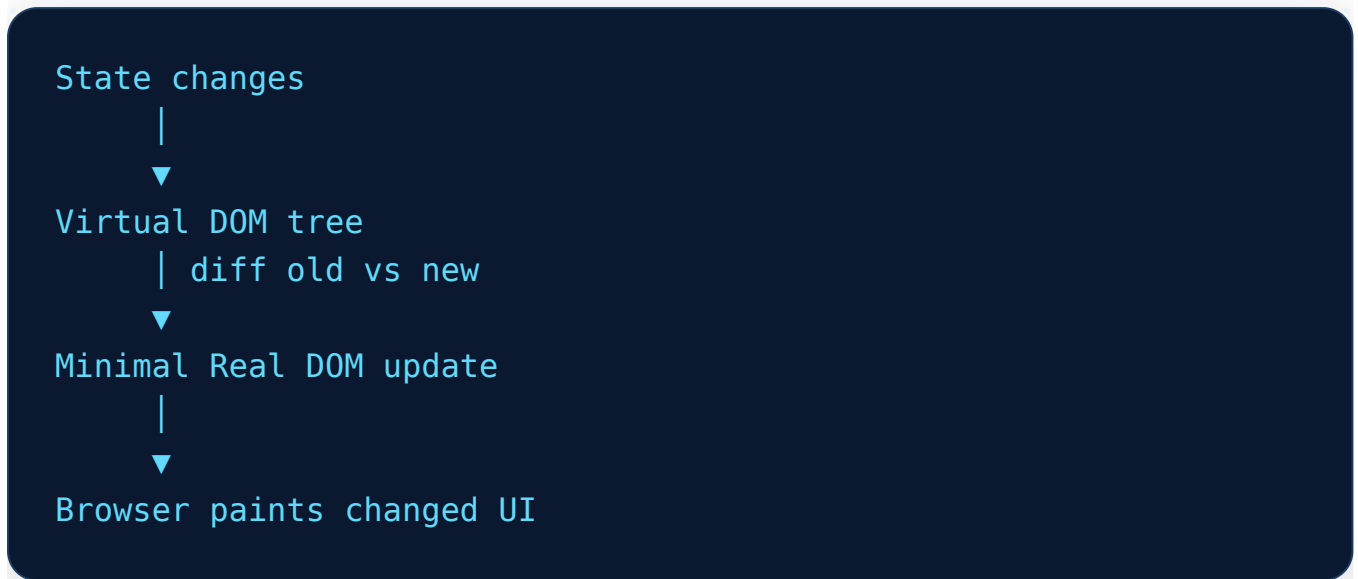 State changes
│
▼
Virtual DOM tree
│ diff old vs new
▼
Minimal Real DOM update
│
▼
Browser paints changed UI